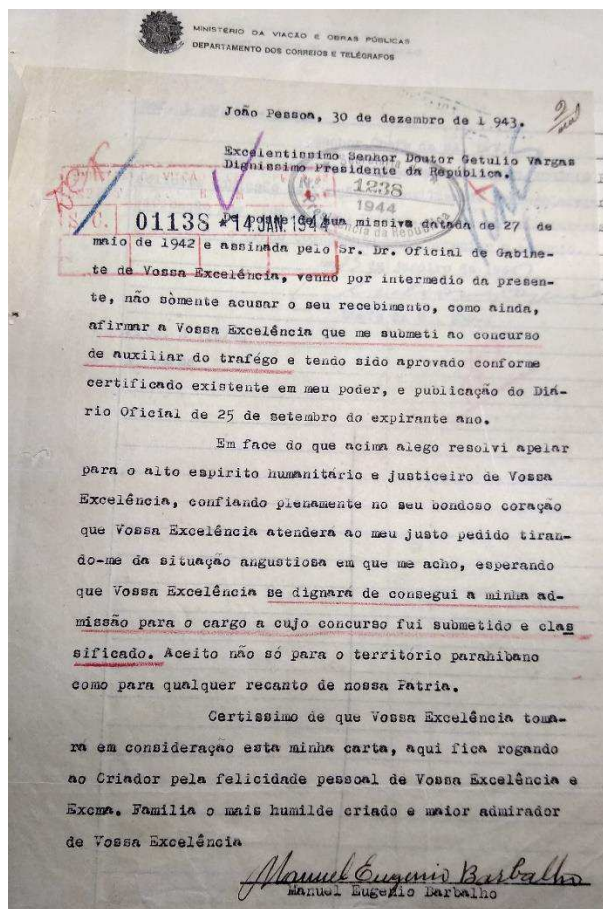 MINISTÉRIO DA VIAÇÃO E OBRAS PÚBLICAS
DEPARTAMENTO DOS CORREIOS E TELÉGRAFOS
João Pessoa, 30 de dezembro de 1 943.
Excelentissimo Senhor Doutor Getulio Vargas
Dignissimo Presidente da República.
1238
1944
01138 ★ 14 JAN. 1944
De posse de sua missiva datada de 27 de
maio de 1942 e assinada pelo Sr. Dr. Oficial de Gabine-
te de Vossa Excelência, venho por intermedio da presen-
te, não sòmente acusar o seu recebimento, como ainda,
afirmar a Vossa Excelência que me submeti ao concurso
de auxiliar do trafégo e tendo sido aprovado conforme
certificado existente em meu poder, e publicação do Diá-
rio Oficial de 25 de setembro do expirante ano.
Em face do que acima alego resolvi apelar
para o alto espirito humanitário e justiceiro de Vossa
Excelência, confiando plenamente no seu bondoso coração
que Vossa Excelência atenderá ao meu justo pedido tiran-
do-me da situação angustiosa em que me acho, esperando
que Vossa Excelência se dignara de consegui a minha ad-
missão para o cargo a cujo concurso fui submetido e clas
sificado. Aceito não só para o territorio parahibano
como para qualquer recanto de nossa Patria.
Certissimo de que Vossa Excelência toma-
rá em consideração esta minha carta, aqui fica rogando
ao Criador pela felicidade pessoal de Vossa Excelência e
Excma. Familia o mais humilde criado e maior admirador
de Vossa Excelência
Manuel Eugenio Barbalho
Manuel Eugenio Barbalho